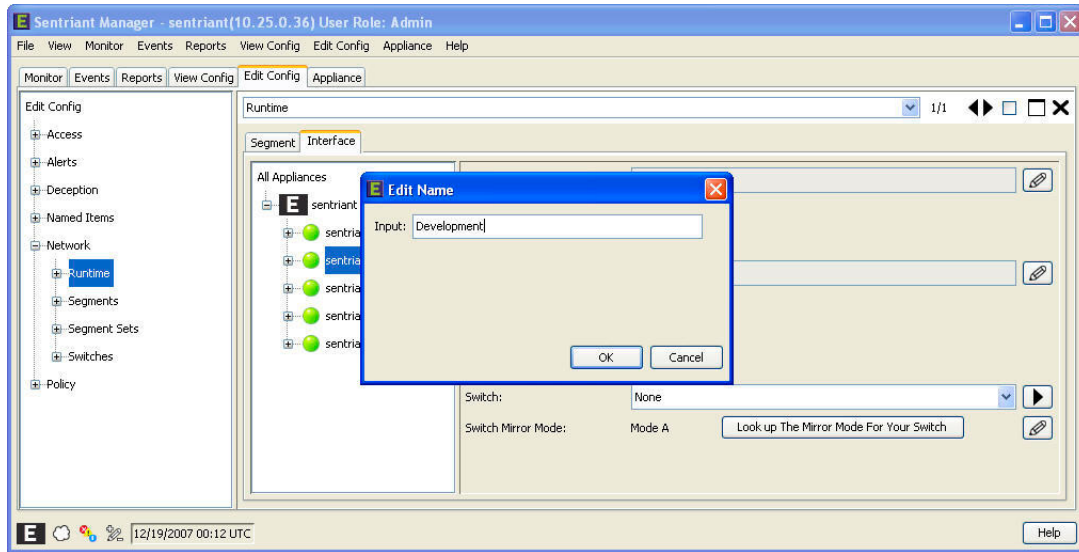 E Sentriant Manager - sentriant(10.25.0.36) User Role: Admin
File View Monitor Events Reports View Config Edit Config Appliance Help
Monitor Events Reports View Config Edit Config Appliance
Edit Config
Access
Alerts
Deception
Named Items
Network
Runtime
Segments
Segment Sets
Switches
Policy
Runtime 1/1
Segment Interface
All Appliances
E sentriant
sentria
sentria
sentria
sentria
sentria
E Edit Name
Input: Development
OK Cancel
Switch: None
Switch Mirror Mode: Mode A Look up The Mirror Mode For Your Switch
E 12/19/2007 00:12 UTC Help